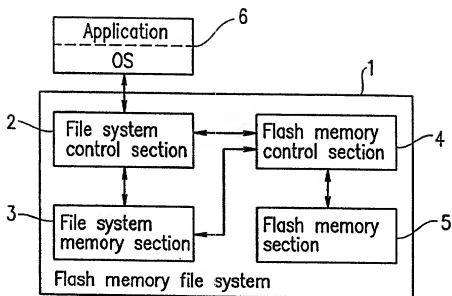 6
Application
OS
1
2
File system
control section
Flash memory
control section
4
3
File system
memory section
Flash memory
section
5
Flash memory file system